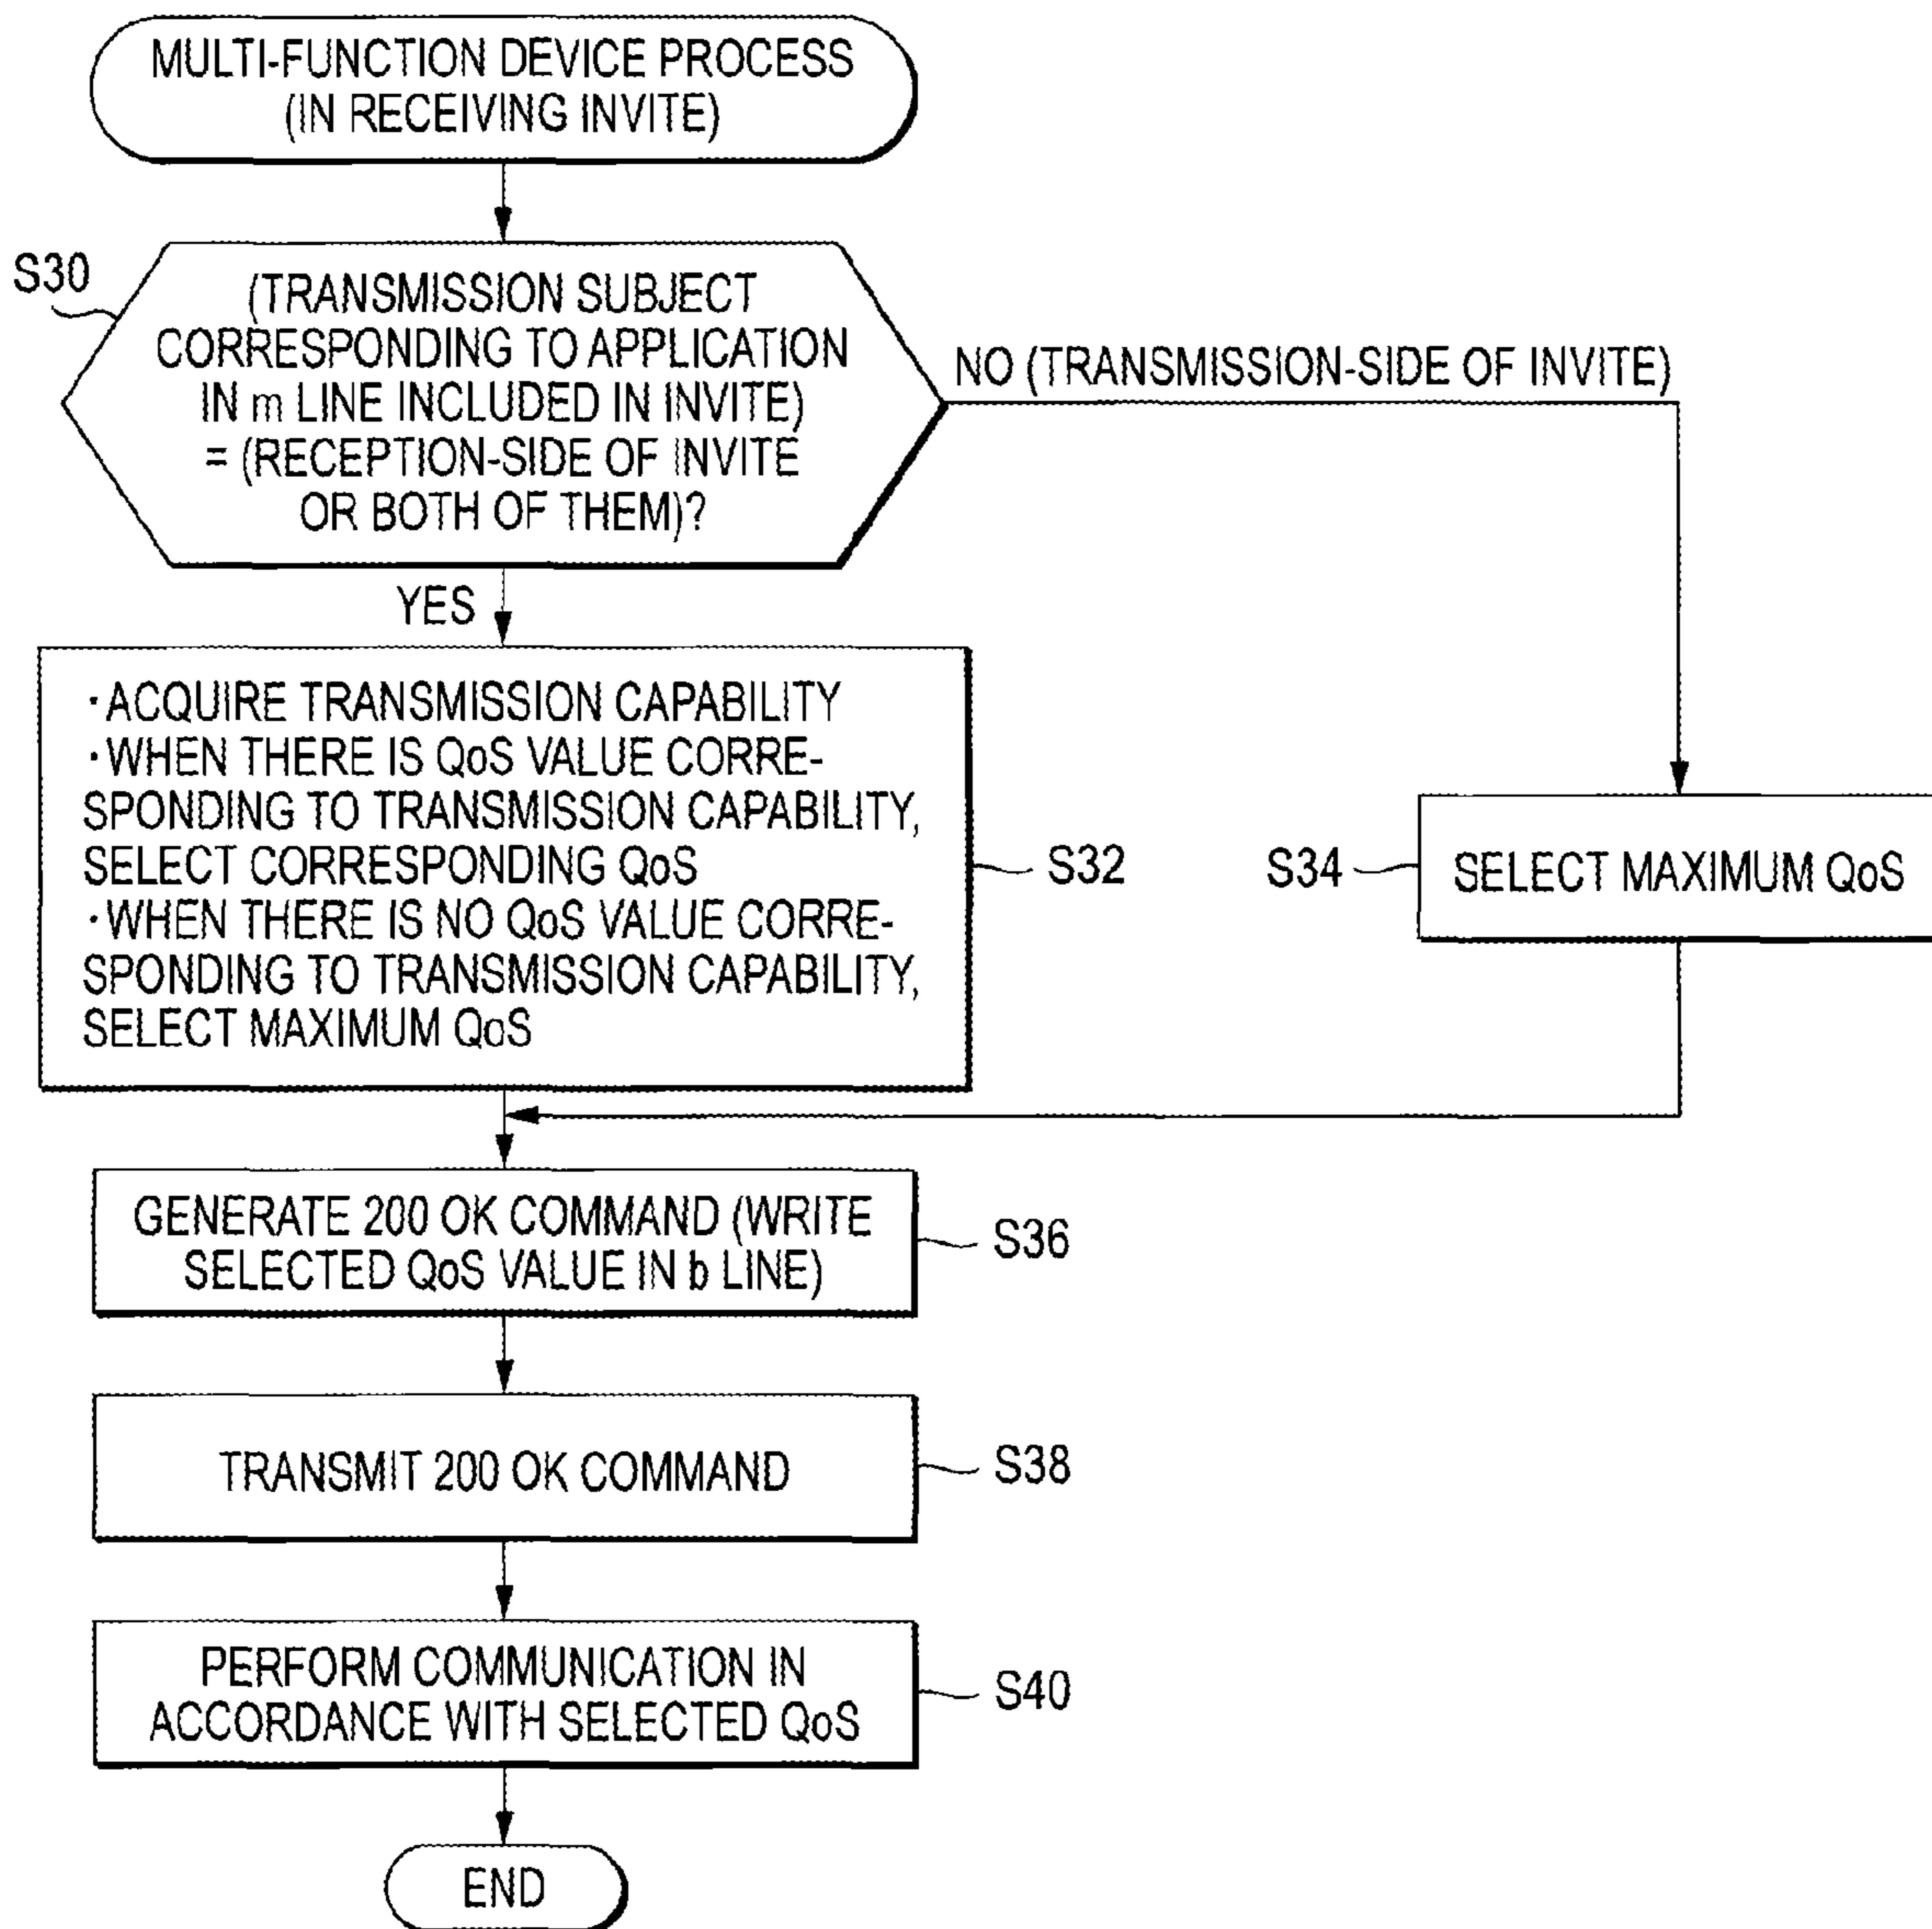 MULTI-FUNCTION DEVICE PROCESS
(IN RECEIVING INVITE)
S30
(TRANSMISSION SUBJECT
CORRESPONDING TO APPLICATION
IN m LINE INCLUDED IN INVITE)
= (RECEPTION-SIDE OF INVITE
OR BOTH OF THEM)?
NO (TRANSMISSION-SIDE OF INVITE)
YES
・ACQUIRE TRANSMISSION CAPABILITY
・WHEN THERE IS QoS VALUE CORRE-
SPONDING TO TRANSMISSION CAPABILITY,
SELECT CORRESPONDING QoS
・WHEN THERE IS NO QoS VALUE CORRE-
SPONDING TO TRANSMISSION CAPABILITY,
SELECT MAXIMUM QoS
S32
S34
SELECT MAXIMUM QoS
GENERATE 200 OK COMMAND (WRITE
SELECTED QoS VALUE IN b LINE)
S36
TRANSMIT 200 OK COMMAND
S38
PERFORM COMMUNICATION IN
ACCORDANCE WITH SELECTED QoS
S40
END